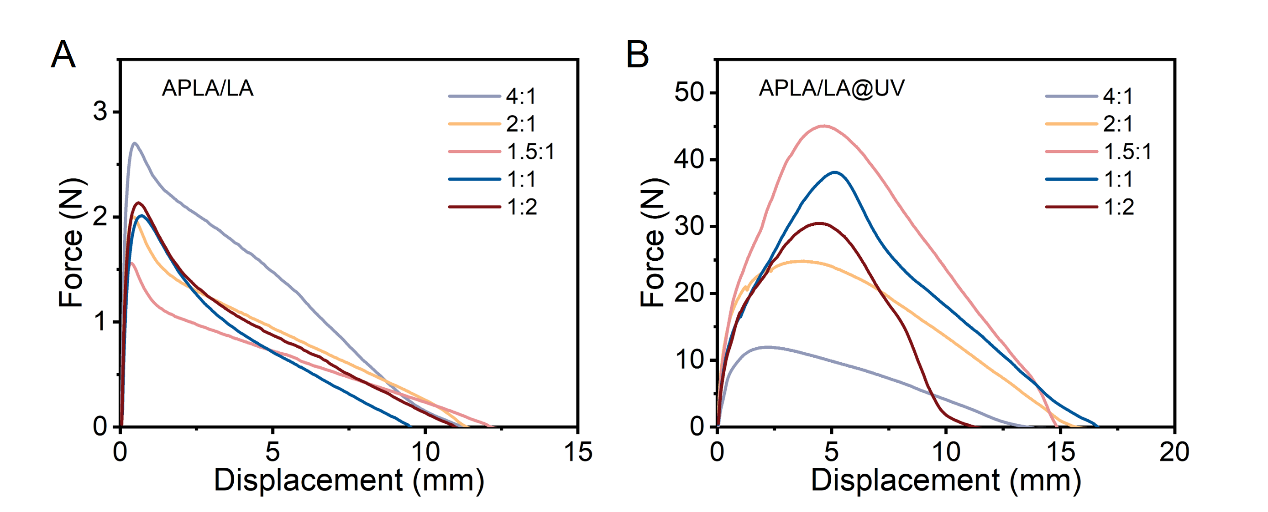 A
APLA/LA
4:1
2:1
1.5:1
1:1
1:2
Force (N)
3
2
1
0
0 5 10 15
Displacement (mm)
B
APLA/LA@UV
4:1
2:1
1.5:1
1:1
1:2
Force (N)
50
40
30
20
10
0
0 5 10 15 20
Displacement (mm)